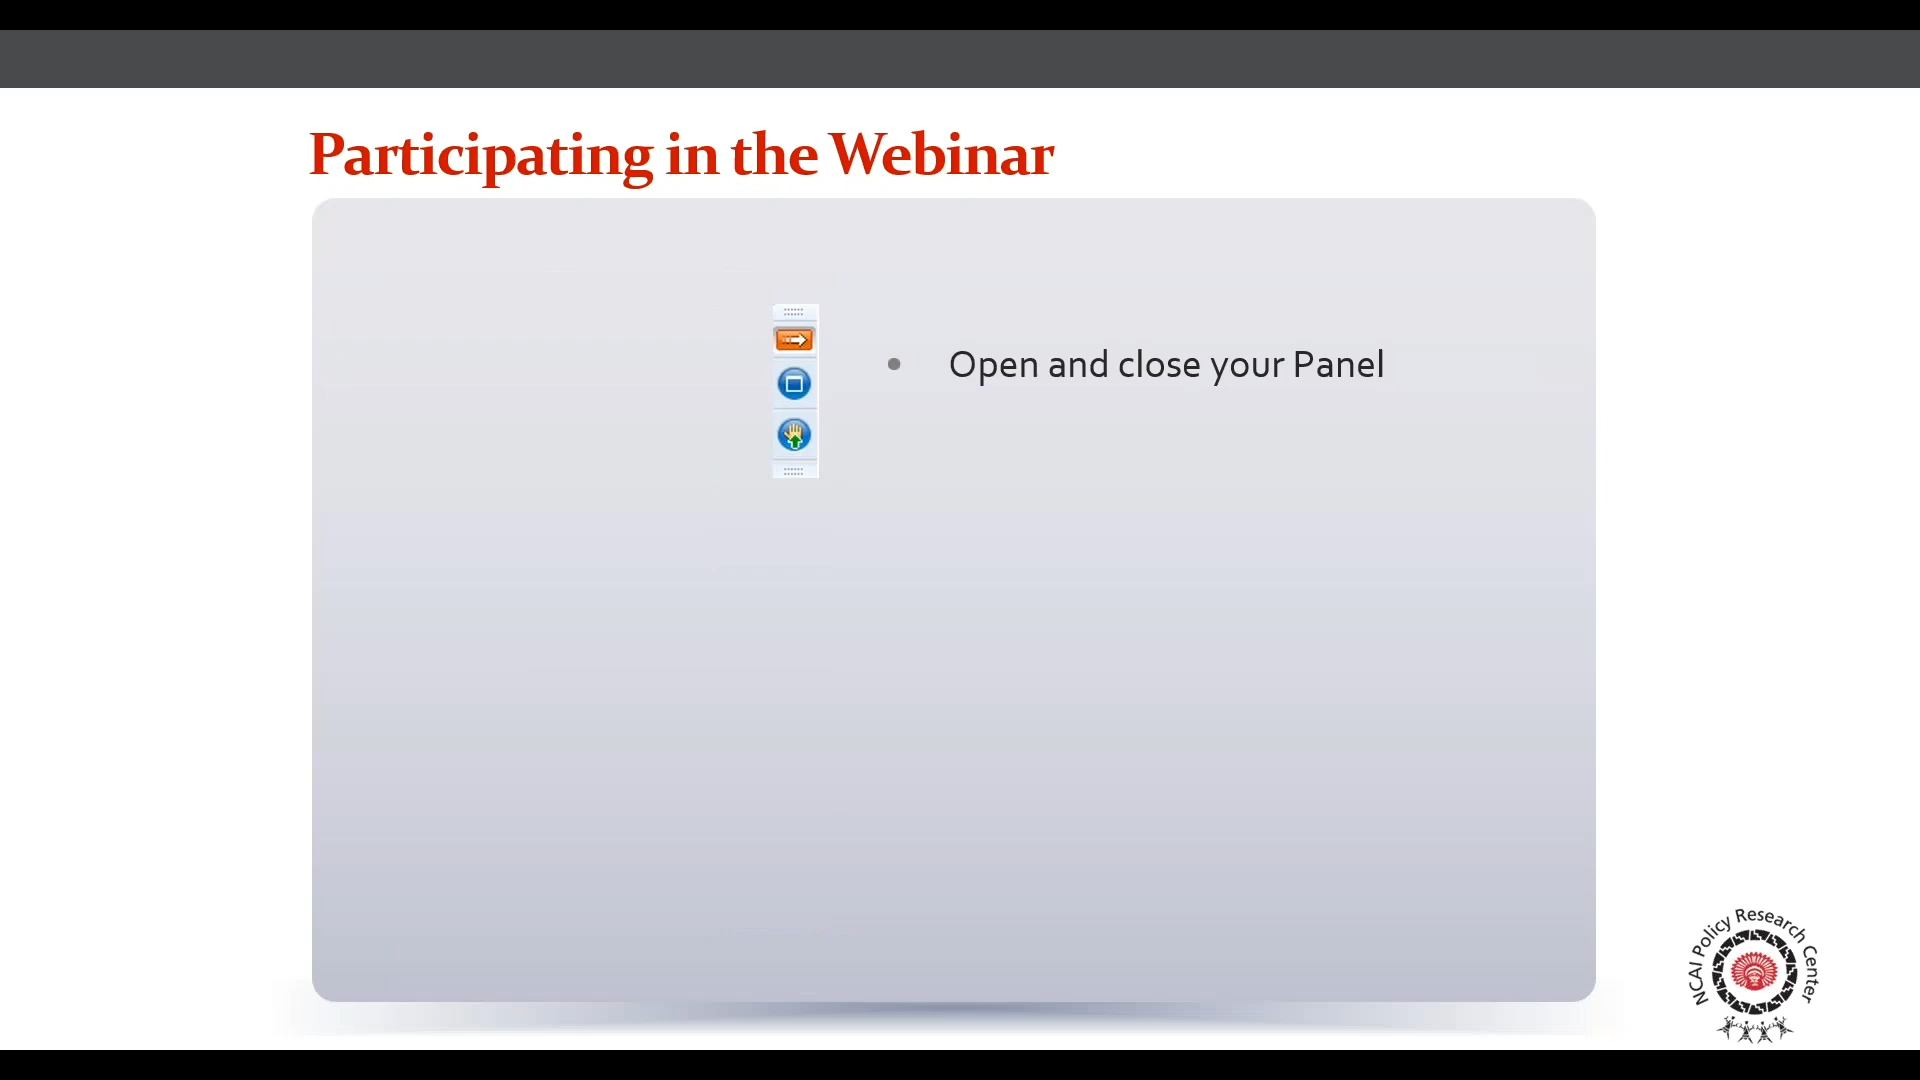 Participating in the Webinar
• Open and close your Panel
NCAI Policy Research Center